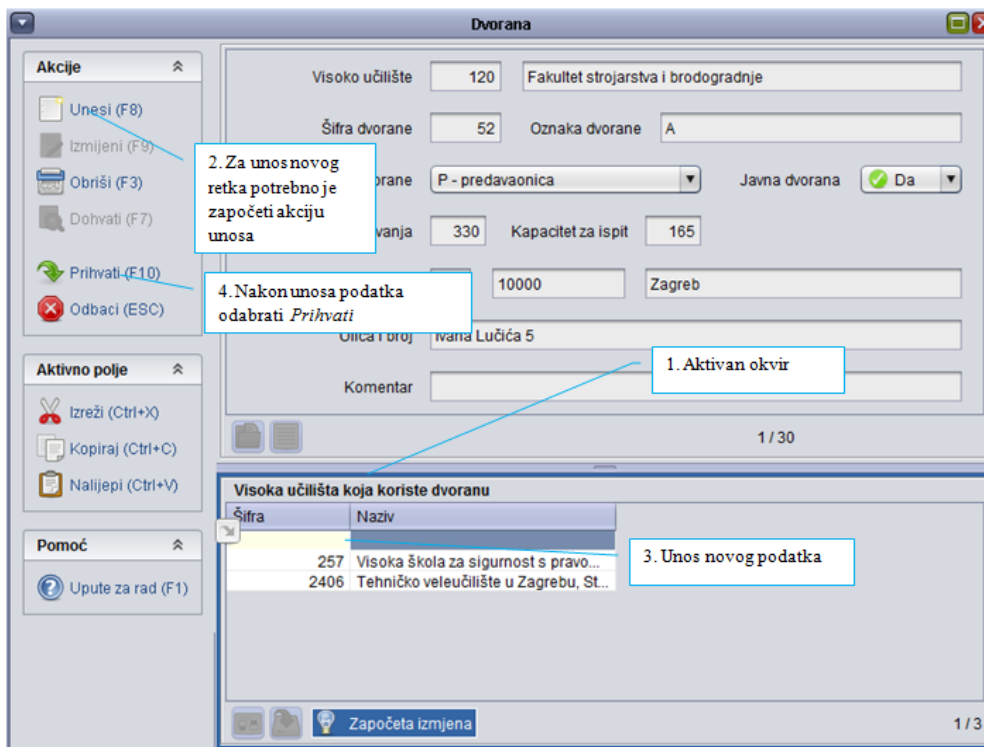 Dvorana
Akcije
Unesi (F8)
Izmijeni (F9)
Obriši (F3)
Dohvati (F7)
Prihvati (F10)
Odbaci (ESC)
Aktivno polje
Izreži (Ctrl+X)
Kopiraj (Ctrl+C)
Nalijepi (Ctrl+V)
Pomoć
Upute za rad (F1)
Visoko učilište 120 Fakultet strojarstva i brodogradnje
Šifra dvorane 52 Oznaka dvorane A
orane P - predavaonica Javna dvorana Da
vanja 330 Kapacitet za ispit 165
10000 Zagreb
Ulica i broj Ivana Lučića 5
Komentar
1 / 30
2. Za unos novog
retka potrebno je
započeti akciju
unosa
4. Nakon unosa podatka
odabrati Prihvati
1. Aktivan okvir
Visoka učilišta koja koriste dvoranu
Šifra Naziv
257 Visoka škola za sigurnost s pravo...
2406 Tehničko veleučilište u Zagrebu, St...
3. Unos novog podatka
Započeta izmjena
1 / 3